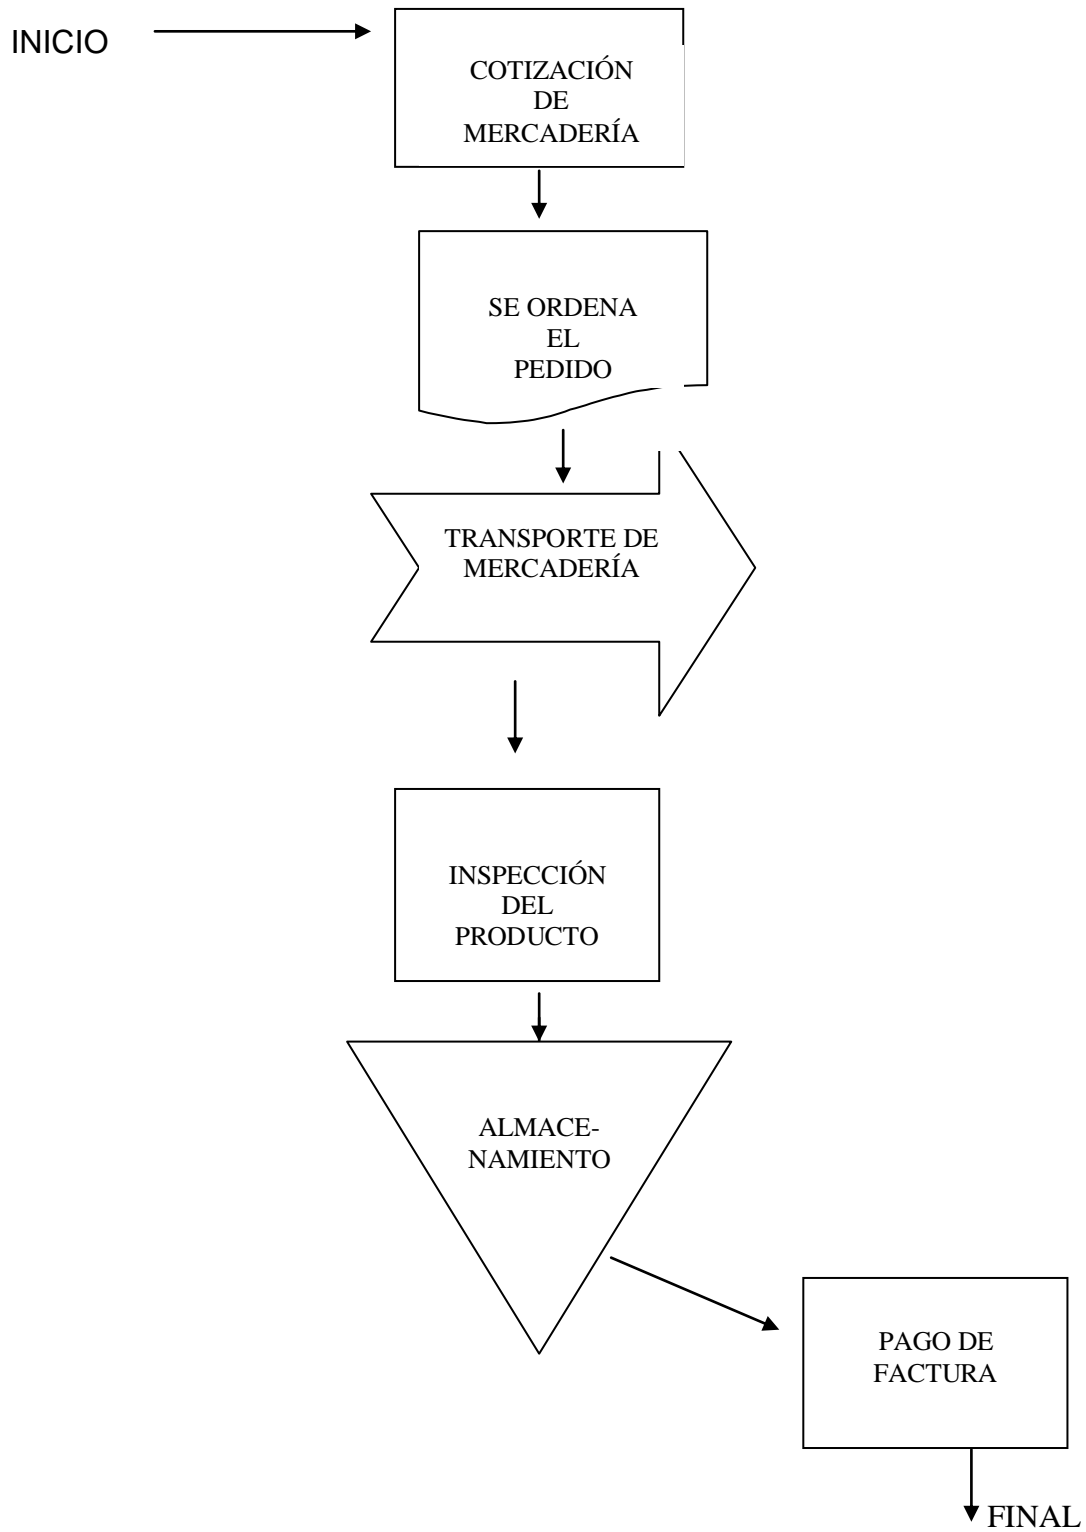 INICIO
COTIZACIÓN
DE
MERCADERÍA
SE ORDENA
EL
PEDIDO
TRANSPORTE DE
MERCADERÍA
INSPECCIÓN
DEL
PRODUCTO
ALMACE-
NAMIENTO
PAGO DE
FACTURA
FINAL